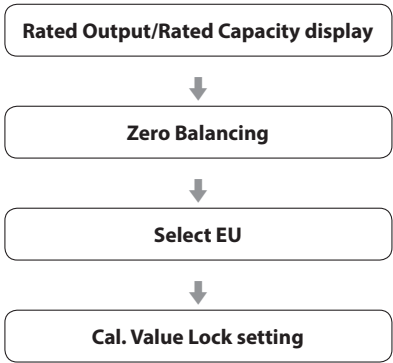 Rated Output/Rated Capacity display
Zero Balancing
Select EU
Cal. Value Lock setting